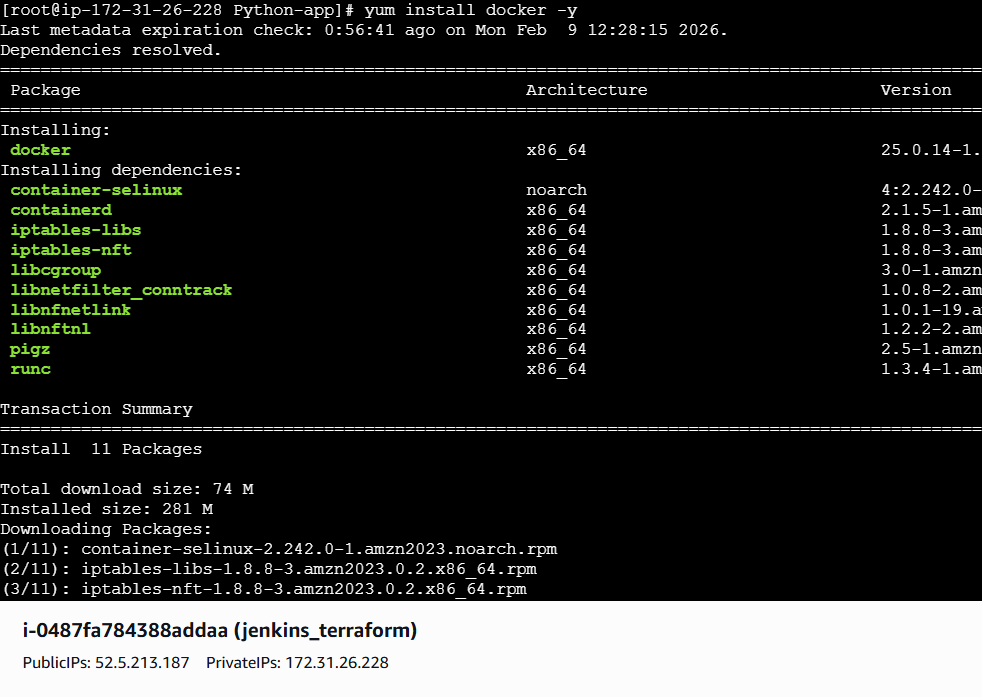 [root@ip-172-31-26-228 Python-app]# yum install docker -y
Last metadata expiration check: 0:56:41 ago on Mon Feb  9 12:28:15 2026.
Dependencies resolved.
Package Architecture Version
Installing:
docker x86_64 25.0.14-1.
Installing dependencies:
container-selinux noarch 4:2.242.0-
containerd x86_64 2.1.5-1.am
iptables-libs x86_64 1.8.8-3.am
iptables-nft x86_64 1.8.8-3.am
libcgroup x86_64 3.0-1.amzn
libnetfilter_conntrack x86_64 1.0.8-2.am
libnfnetlink x86_64 1.0.1-19.a
libnftnl x86_64 1.2.2-2.am
pigz x86_64 2.5-1.amzn
runc x86_64 1.3.4-1.am
Transaction Summary
Install  11 Packages
Total download size: 74 M
Installed size: 281 M
Downloading Packages:
(1/11): container-selinux-2.242.0-1.amzn2023.noarch.rpm
(2/11): iptables-libs-1.8.8-3.amzn2023.0.2.x86_64.rpm
(3/11): iptables-nft-1.8.8-3.amzn2023.0.2.x86_64.rpm
i-0487fa784388addaa (jenkins_terraform)
PublicIPs: 52.5.213.187 PrivateIPs: 172.31.26.228